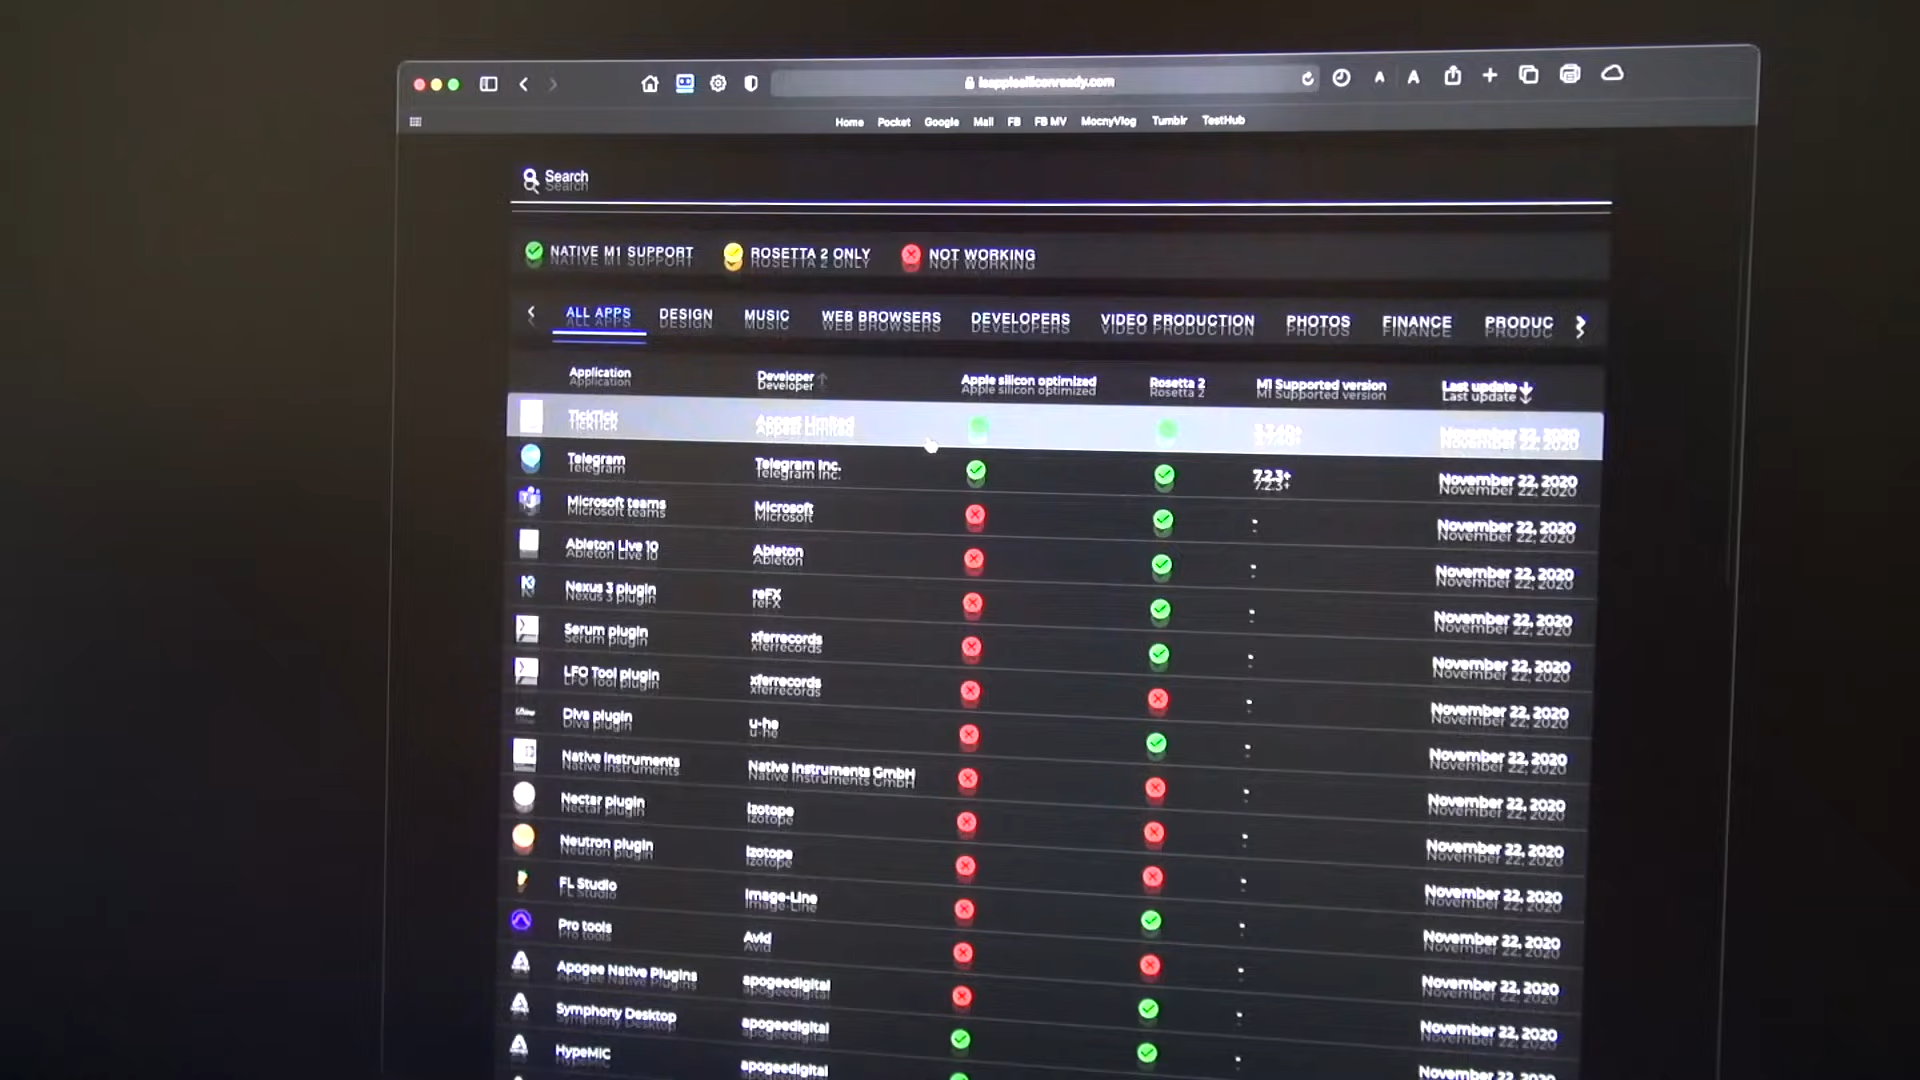 isapplesiliconready.com
A A
Home Pocket Google Mail FB FB MV MocnyVlog Tumblr TestHub
Search
NATIVE M1 SUPPORT ROSETTA 2 ONLY NOT WORKING
ALL APPS DESIGN MUSIC WEB BROWSERS DEVELOPERS VIDEO PRODUCTION PHOTOS FINANCE PRODUC
Application Developer Apple silicon optimized Rosetta 2 M1 Supported version Last update
TickTick Appest Limited November 22, 2020
Telegram Telegram Inc. 7.2.3+ November 22, 2020
Microsoft teams Microsoft November 22, 2020
Ableton Live 10 Ableton November 22, 2020
Nexus 3 plugin reFX November 22, 2020
Serum plugin xferrecords November 22, 2020
LFO Tool plugin xferrecords November 22, 2020
Diva plugin u-he November 22, 2020
Native Instruments Native Instruments GmbH November 22, 2020
Nectar plugin Izotope November 22, 2020
Neutron plugin Izotope November 22, 2020
FL Studio Image-Line November 22, 2020
Pro tools Avid November 22, 2020
Apogee Native Plugins apogeedigital November 22, 2020
Symphony Desktop apogeedigital November 22, 2020
HypeMIC apogeedigital November 22, 2020